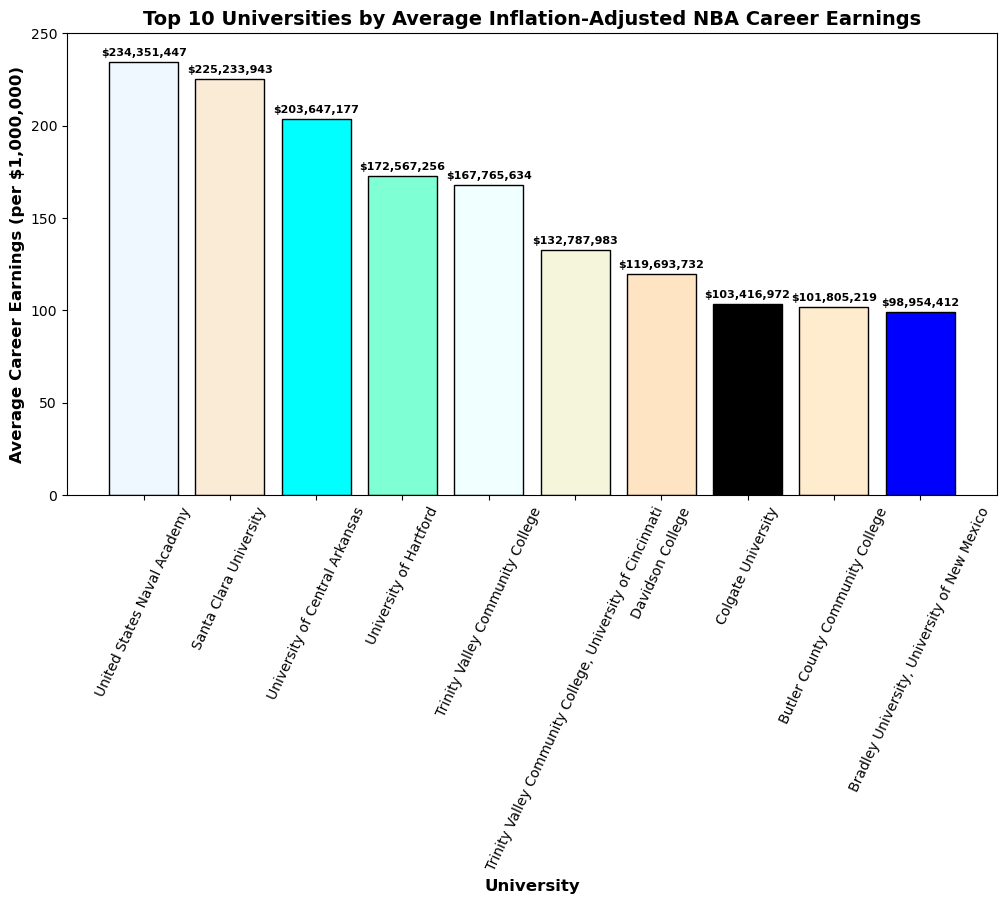 Top 10 Universities by Average Inflation-Adjusted NBA Career Earnings
Average Career Earnings (per $1,000,000)
250
200
150
100
50
0
$234,351,447
$225,233,943
$203,647,177
$172,567,256
$167,765,634
$132,787,983
$119,693,732
$103,416,972
$101,805,219
$98,954,412
United States Naval Academy
Santa Clara University
University of Central Arkansas
University of Hartford
Trinity Valley Community College
Trinity Valley Community College, University of Cincinnati
Davidson College
Colgate University
Butler County Community College
Bradley University, University of New Mexico
University